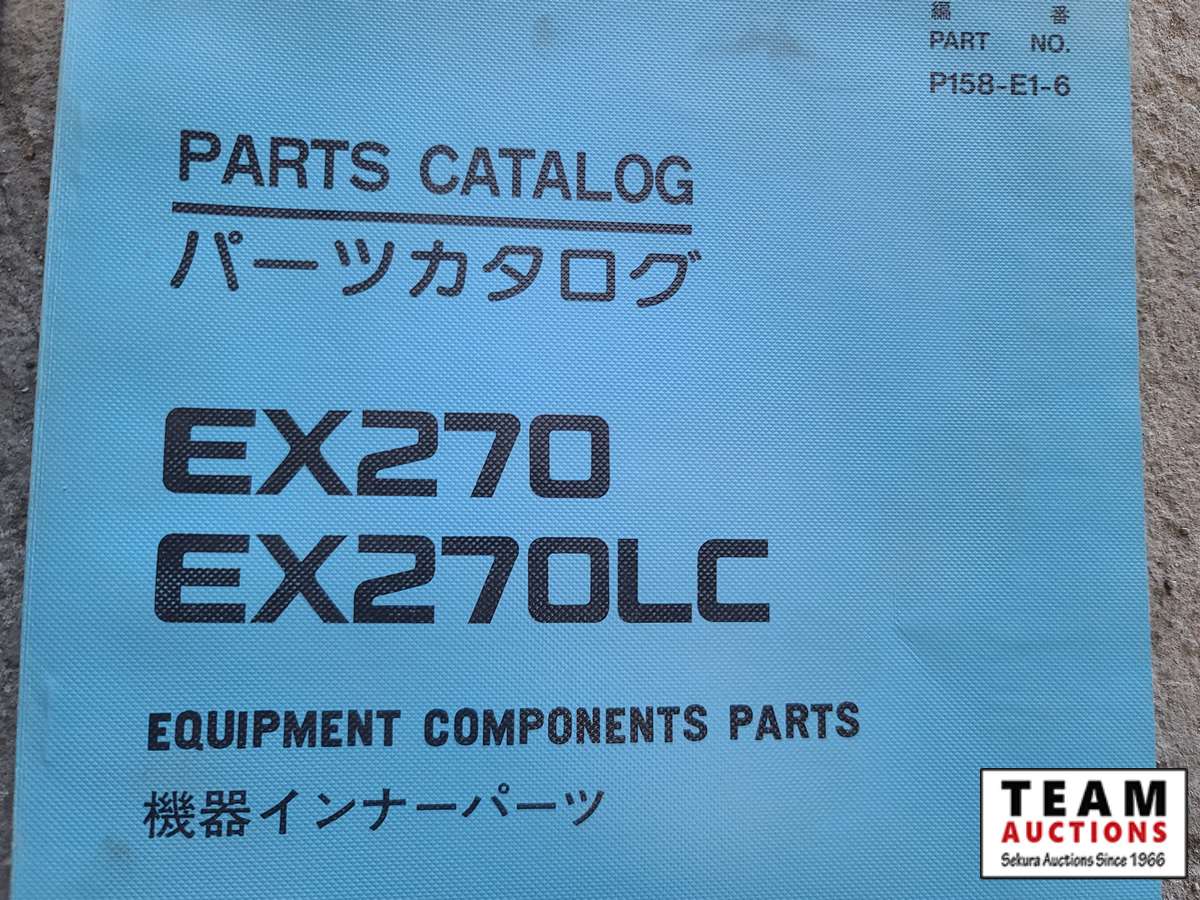 編 番
PART NO.
P158-E1-6
PARTS CATALOG
パーツカタログ
EX270
EX270LC
EQUIPMENT COMPONENTS PARTS
機器インナーパーツ
TEAM
AUCTIONS
Sekura Auctions Since 1966